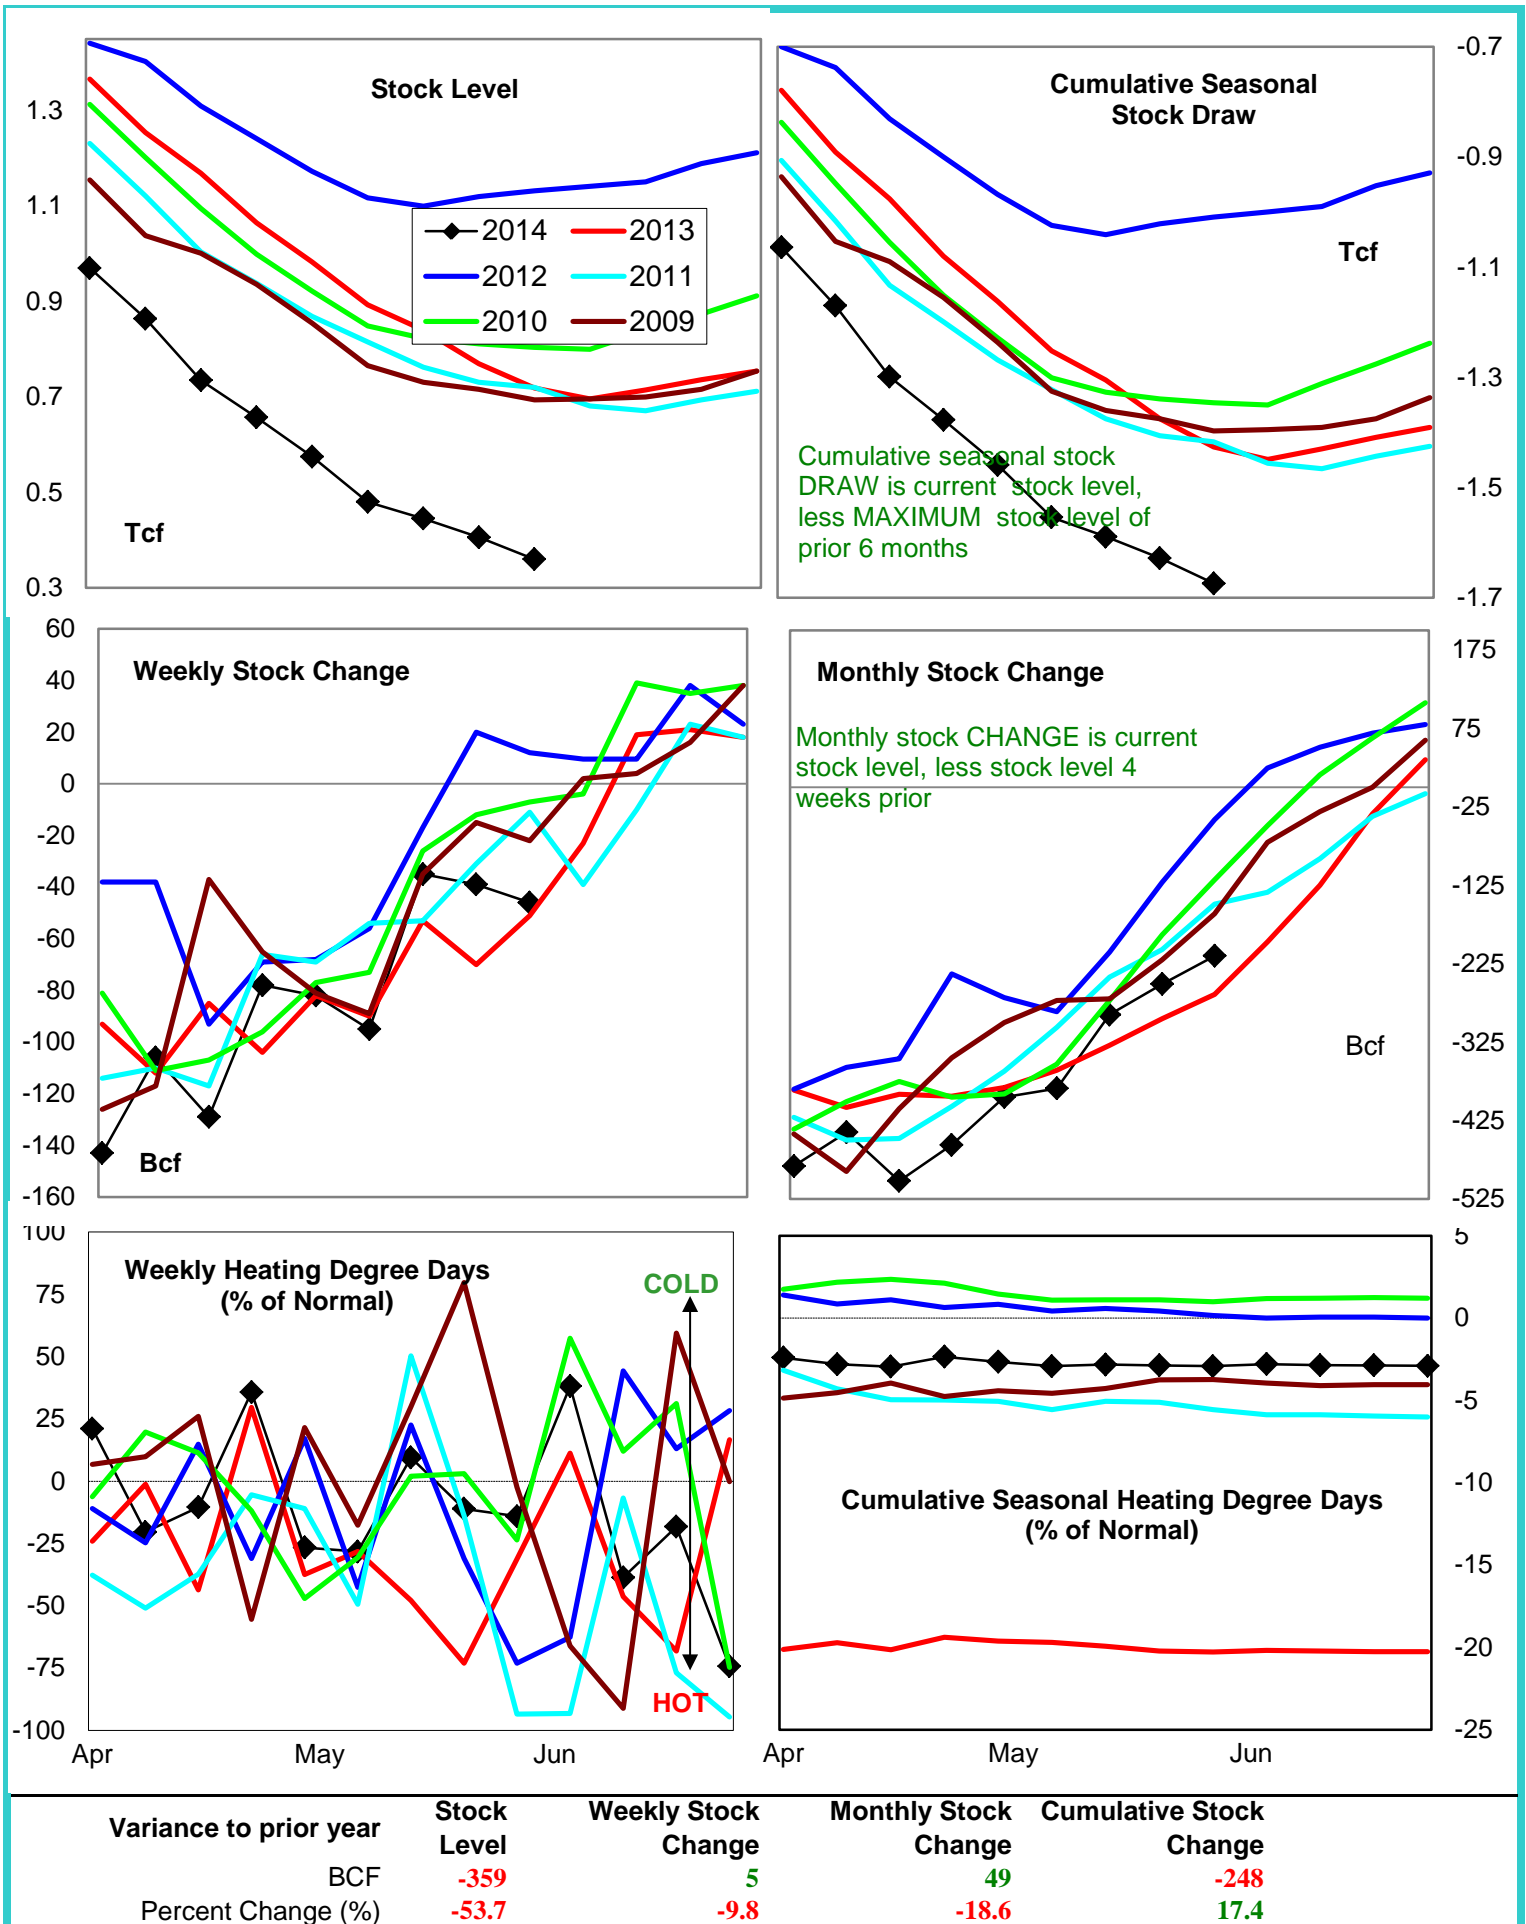 Stock Level
1.3
1.1
0.9
0.7
0.5
0.3
Tcf
2014 2013
2012 2011
2010 2009
Cumulative Seasonal
Stock Draw
Tcf
-0.7
-0.9
-1.1
-1.3
-1.5
-1.7
Cumulative seasonal stock
DRAW is current stock level,
less MAXIMUM stock level of
prior 6 months
Weekly Stock Change
60
40
20
0
-20
-40
-60
-80
-100
-120
-140
-160
Bcf
Monthly Stock Change
Monthly stock CHANGE is current
stock level, less stock level 4
weeks prior
175
75
-25
-125
-225
-325
-425
-525
Bcf
Weekly Heating Degree Days
(% of Normal)
COLD
HOT
100
75
50
25
0
-25
-50
-75
-100
Apr May Jun
Cumulative Seasonal Heating Degree Days
(% of Normal)
5
0
-5
-10
-15
-20
-25
Apr May Jun
Variance to prior year
Stock Level
Weekly Stock Change
Monthly Stock Change
Cumulative Stock Change
BCF -359 5 49 -248
Percent Change (%) -53.7 -9.8 -18.6 17.4